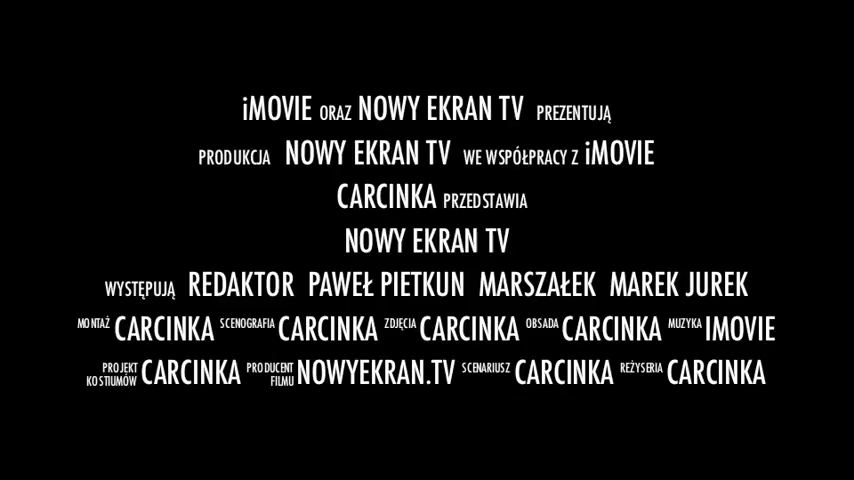 iMOVIE ORAZ NOWY EKRAN TV PREZENTUJĄ
PRODUKCJA NOWY EKRAN TV WE WSPÓŁPRACY Z iMOVIE
CARCINKA PRZEDSTAWIA
NOWY EKRAN TV
WYSTĘPUJĄ REDAKTOR PAWEŁ PIETKUN MARSZAŁEK MAREK JUREK
MONTAŻ CARCINKA SCENOGRAFIA CARCINKA ZDJĘCIA CARCINKA OBSADA CARCINKA MUZYKA IMOVIE
PROJEKT KOSTIUMÓW CARCINKA PRODUCENT FILMU NOWYEKRAN.TV SCENARIUSZ CARCINKA REŻYSERIA CARCINKA